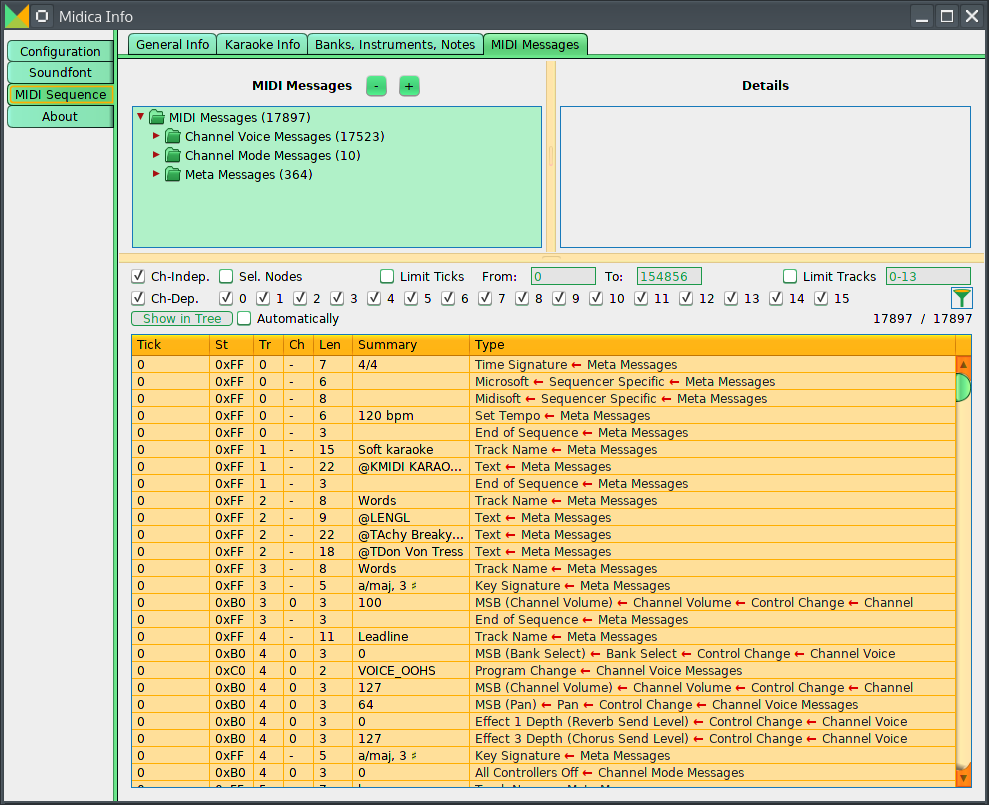 Midica Info
Configuration
Soundfont
MIDI Sequence
About
General Info Karaoke Info Banks, Instruments, Notes MIDI Messages
MIDI Messages - + Details
MIDI Messages (17897)
Channel Voice Messages (17523)
Channel Mode Messages (10)
Meta Messages (364)
Ch-Indep. Sel. Nodes Limit Ticks From: 0 To: 154856 Limit Tracks 0-13
Ch-Dep. 0 1 2 3 4 5 6 7 8 9 10 11 12 13 14 15
Show in Tree Automatically 17897 / 17897
Tick St Tr Ch Len Summary Type
0 0xFF 0 - 7 4/4 Time Signature ← Meta Messages
0 0xFF 0 - 6 Microsoft ← Sequencer Specific ← Meta Messages
0 0xFF 0 - 8 Midisoft ← Sequencer Specific ← Meta Messages
0 0xFF 0 - 6 120 bpm Set Tempo ← Meta Messages
0 0xFF 0 - 3 End of Sequence ← Meta Messages
0 0xFF 1 - 15 Soft karaoke Track Name ← Meta Messages
0 0xFF 1 - 22 @KMIDI KARAO... Text ← Meta Messages
0 0xFF 1 - 3 End of Sequence ← Meta Messages
0 0xFF 2 - 8 Words Track Name ← Meta Messages
0 0xFF 2 - 9 @LENGL Text ← Meta Messages
0 0xFF 2 - 22 @TAchy Breaky... Text ← Meta Messages
0 0xFF 2 - 18 @TDon Von Tress Text ← Meta Messages
0 0xFF 3 - 8 Words Track Name ← Meta Messages
0 0xFF 3 - 5 a/maj, 3 ♯ Key Signature ← Meta Messages
0 0xB0 3 0 3 100 MSB (Channel Volume) ← Channel Volume ← Control Change ← Channel
0 0xFF 3 - 3 End of Sequence ← Meta Messages
0 0xFF 4 - 11 Leadline Track Name ← Meta Messages
0 0xB0 4 0 3 0 MSB (Bank Select) ← Bank Select ← Control Change ← Channel Voice
0 0xC0 4 0 2 VOICE_OOHS Program Change ← Channel Voice Messages
0 0xB0 4 0 3 127 MSB (Channel Volume) ← Channel Volume ← Control Change ← Channel
0 0xB0 4 0 3 64 MSB (Pan) ← Pan ← Control Change ← Channel Voice Messages
0 0xB0 4 0 3 0 Effect 1 Depth (Reverb Send Level) ← Control Change ← Channel Voice
0 0xB0 4 0 3 127 Effect 3 Depth (Chorus Send Level) ← Control Change ← Channel Voice
0 0xFF 4 - 5 a/maj, 3 ♯ Key Signature ← Meta Messages
0 0xB0 4 0 3 0 All Controllers Off ← Channel Mode Messages